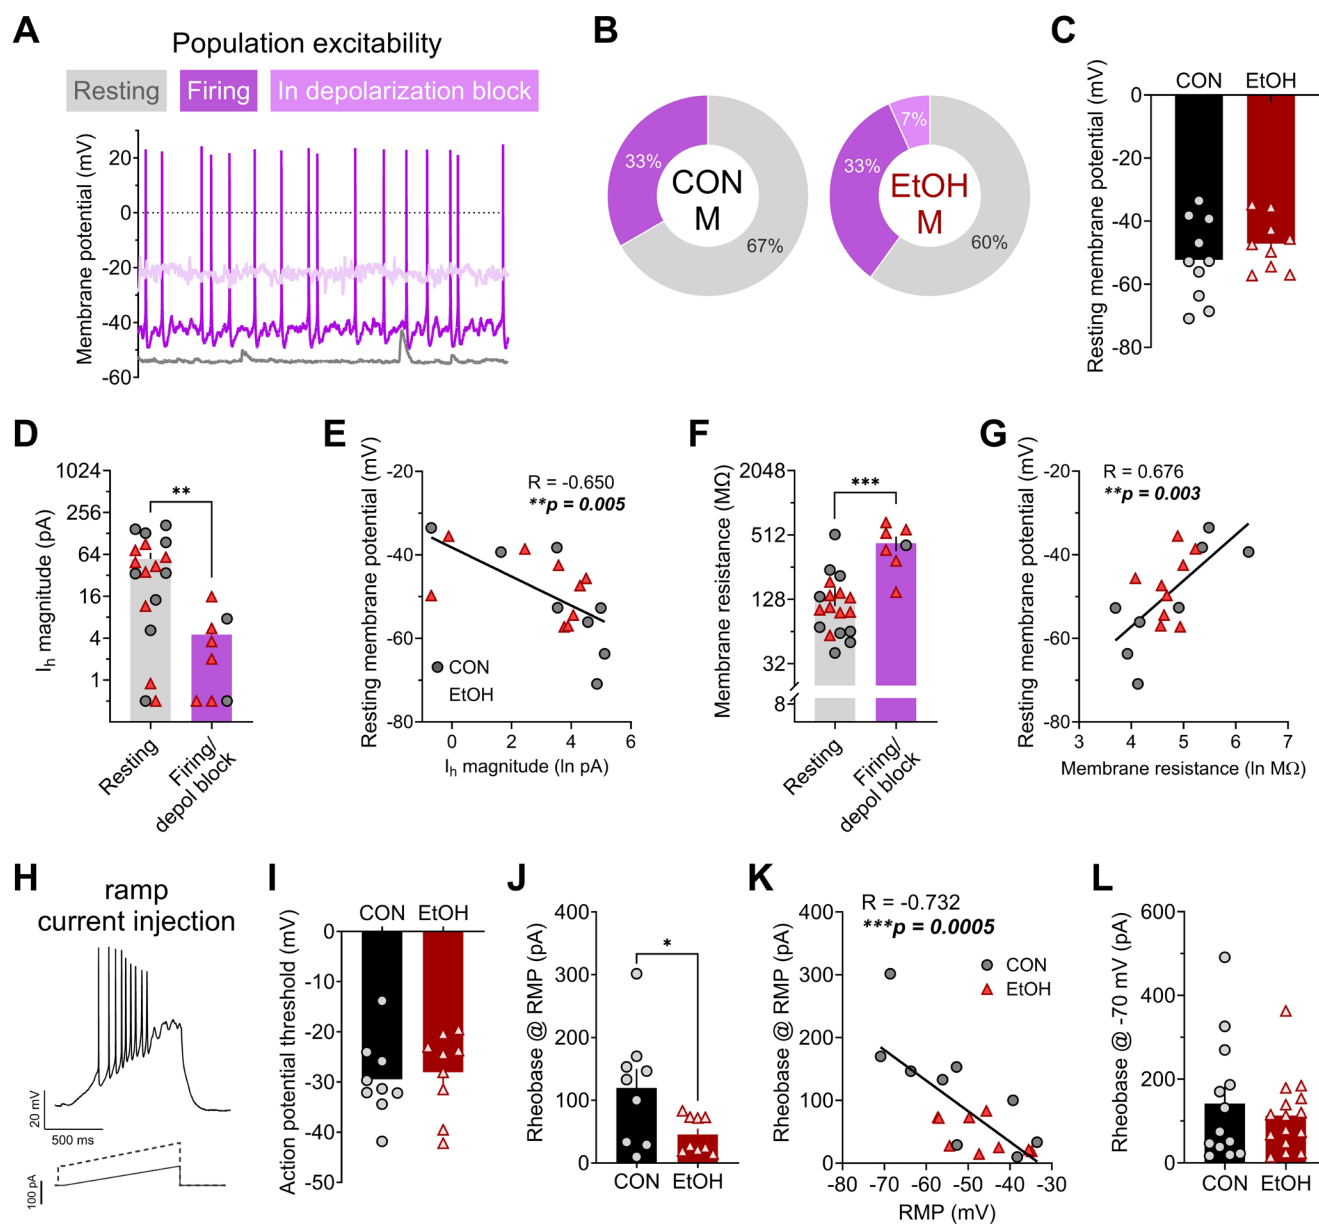 A
Population excitability
Resting
Firing
In depolarization block
Membrane potential (mV)
20
0
-20
-40
-60
B
33%
67%
CON
M
7%
33%
60%
EtOH
M
C
CON
EtOH
Resting membrane potential (mV)
0
-20
-40
-60
-80
D
Ih magnitude (pA)
1024
256
64
16
4
1
**
Resting
Firing/
depol block
E
Resting membrane potential (mV)
-20
-40
-60
-80
R = -0.650
**p = 0.005
CON
EtOH
0
2
4
6
Ih magnitude (ln pA)
F
Membrane resistance (MΩ)
2048
512
128
32
8
***
Resting
Firing/
depol block
G
Resting membrane potential (mV)
-20
-40
-60
-80
R = 0.676
**p = 0.003
3
4
5
6
7
Membrane resistance (ln MΩ)
H
ramp
current injection
20 mV
500 ms
100 pA
I
CON
EtOH
Action potential threshold (mV)
0
-10
-20
-30
-40
-50
J
Rheobase @ RMP (pA)
400
300
200
100
0
*
CON
EtOH
K
R = -0.732
***p = 0.0005
Rheobase @ RMP (pA)
400
300
200
100
0
CON
EtOH
-80
-70
-60
-50
-40
-30
RMP (mV)
L
Rheobase @ -70 mV (pA)
600
400
200
0
CON
EtOH